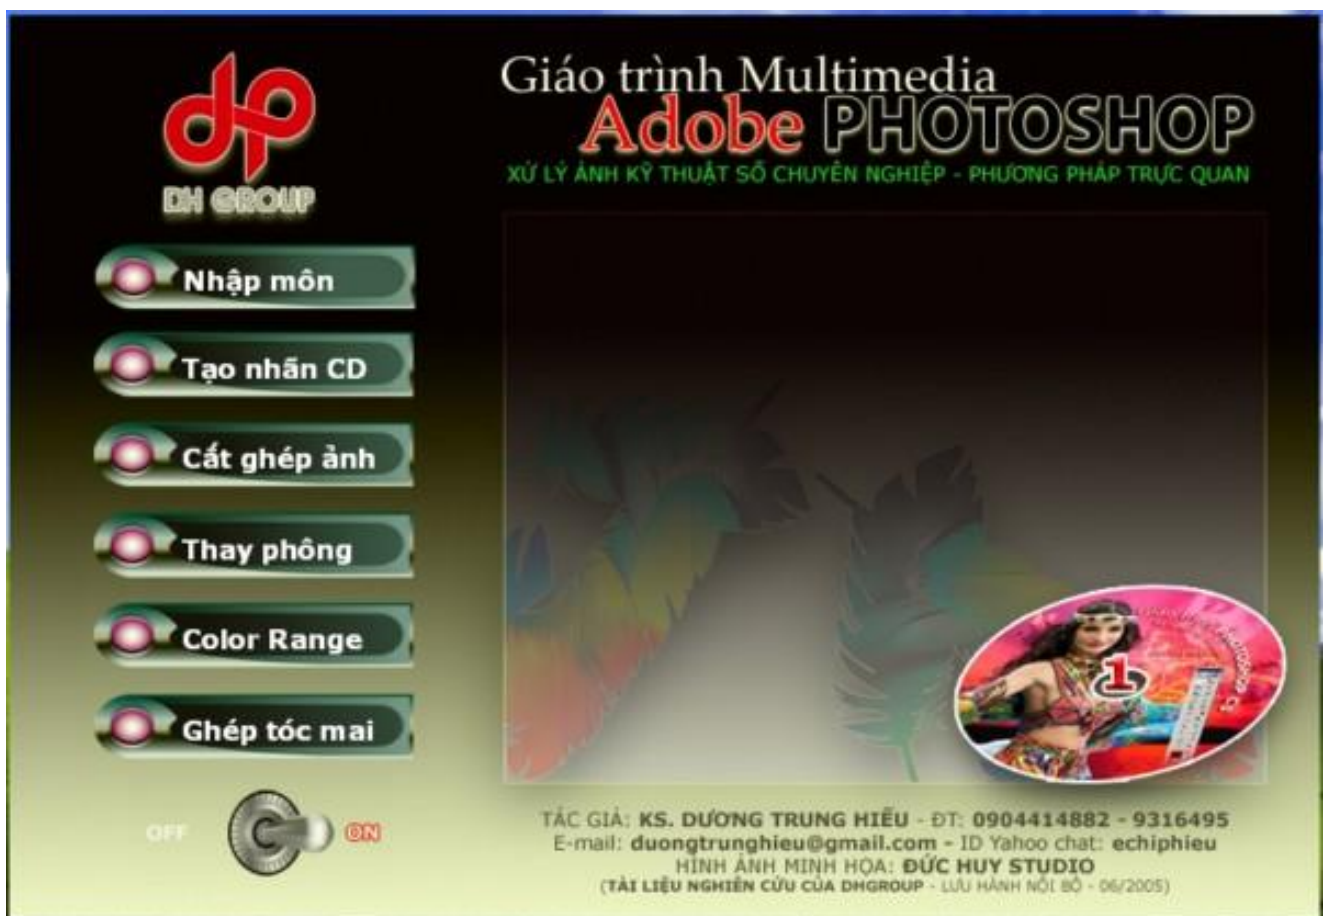 Giáo trình Multimedia
Adobe PHOTOSHOP
XỬ LÝ ẢNH KỸ THUẬT SỐ CHUYÊN NGHIỆP - PHƯƠNG PHÁP TRỰC QUAN
DH GROUP
Nhập môn
Tạo nhãn CD
Cắt ghép ảnh
Thay phông
Color Range
Ghép tóc mai
OFF
ON
1
TÁC GIẢ: KS. DƯƠNG TRUNG HIẾU - ĐT: 0904414882 - 9316495
E-mail: duongtrunghieu@gmail.com - ID Yahoo chat: echiphieu
HÌNH ẢNH MINH HỌA: ĐỨC HUY STUDIO
(TÀI LIỆU NGHIÊN CỨU CỦA DHGROUP - LƯU HÀNH NỘI BỘ - 06/2005)